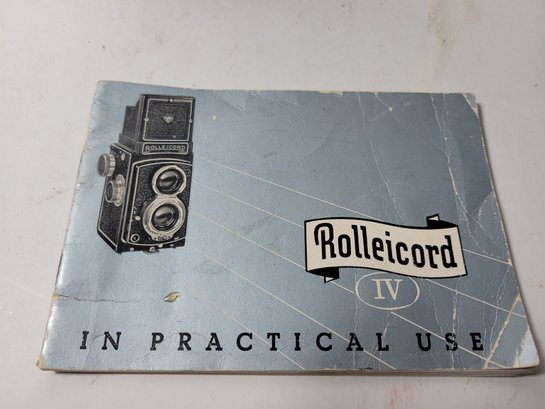 ROLLEICORD
Rolleicord
IV
IN PRACTICAL USE